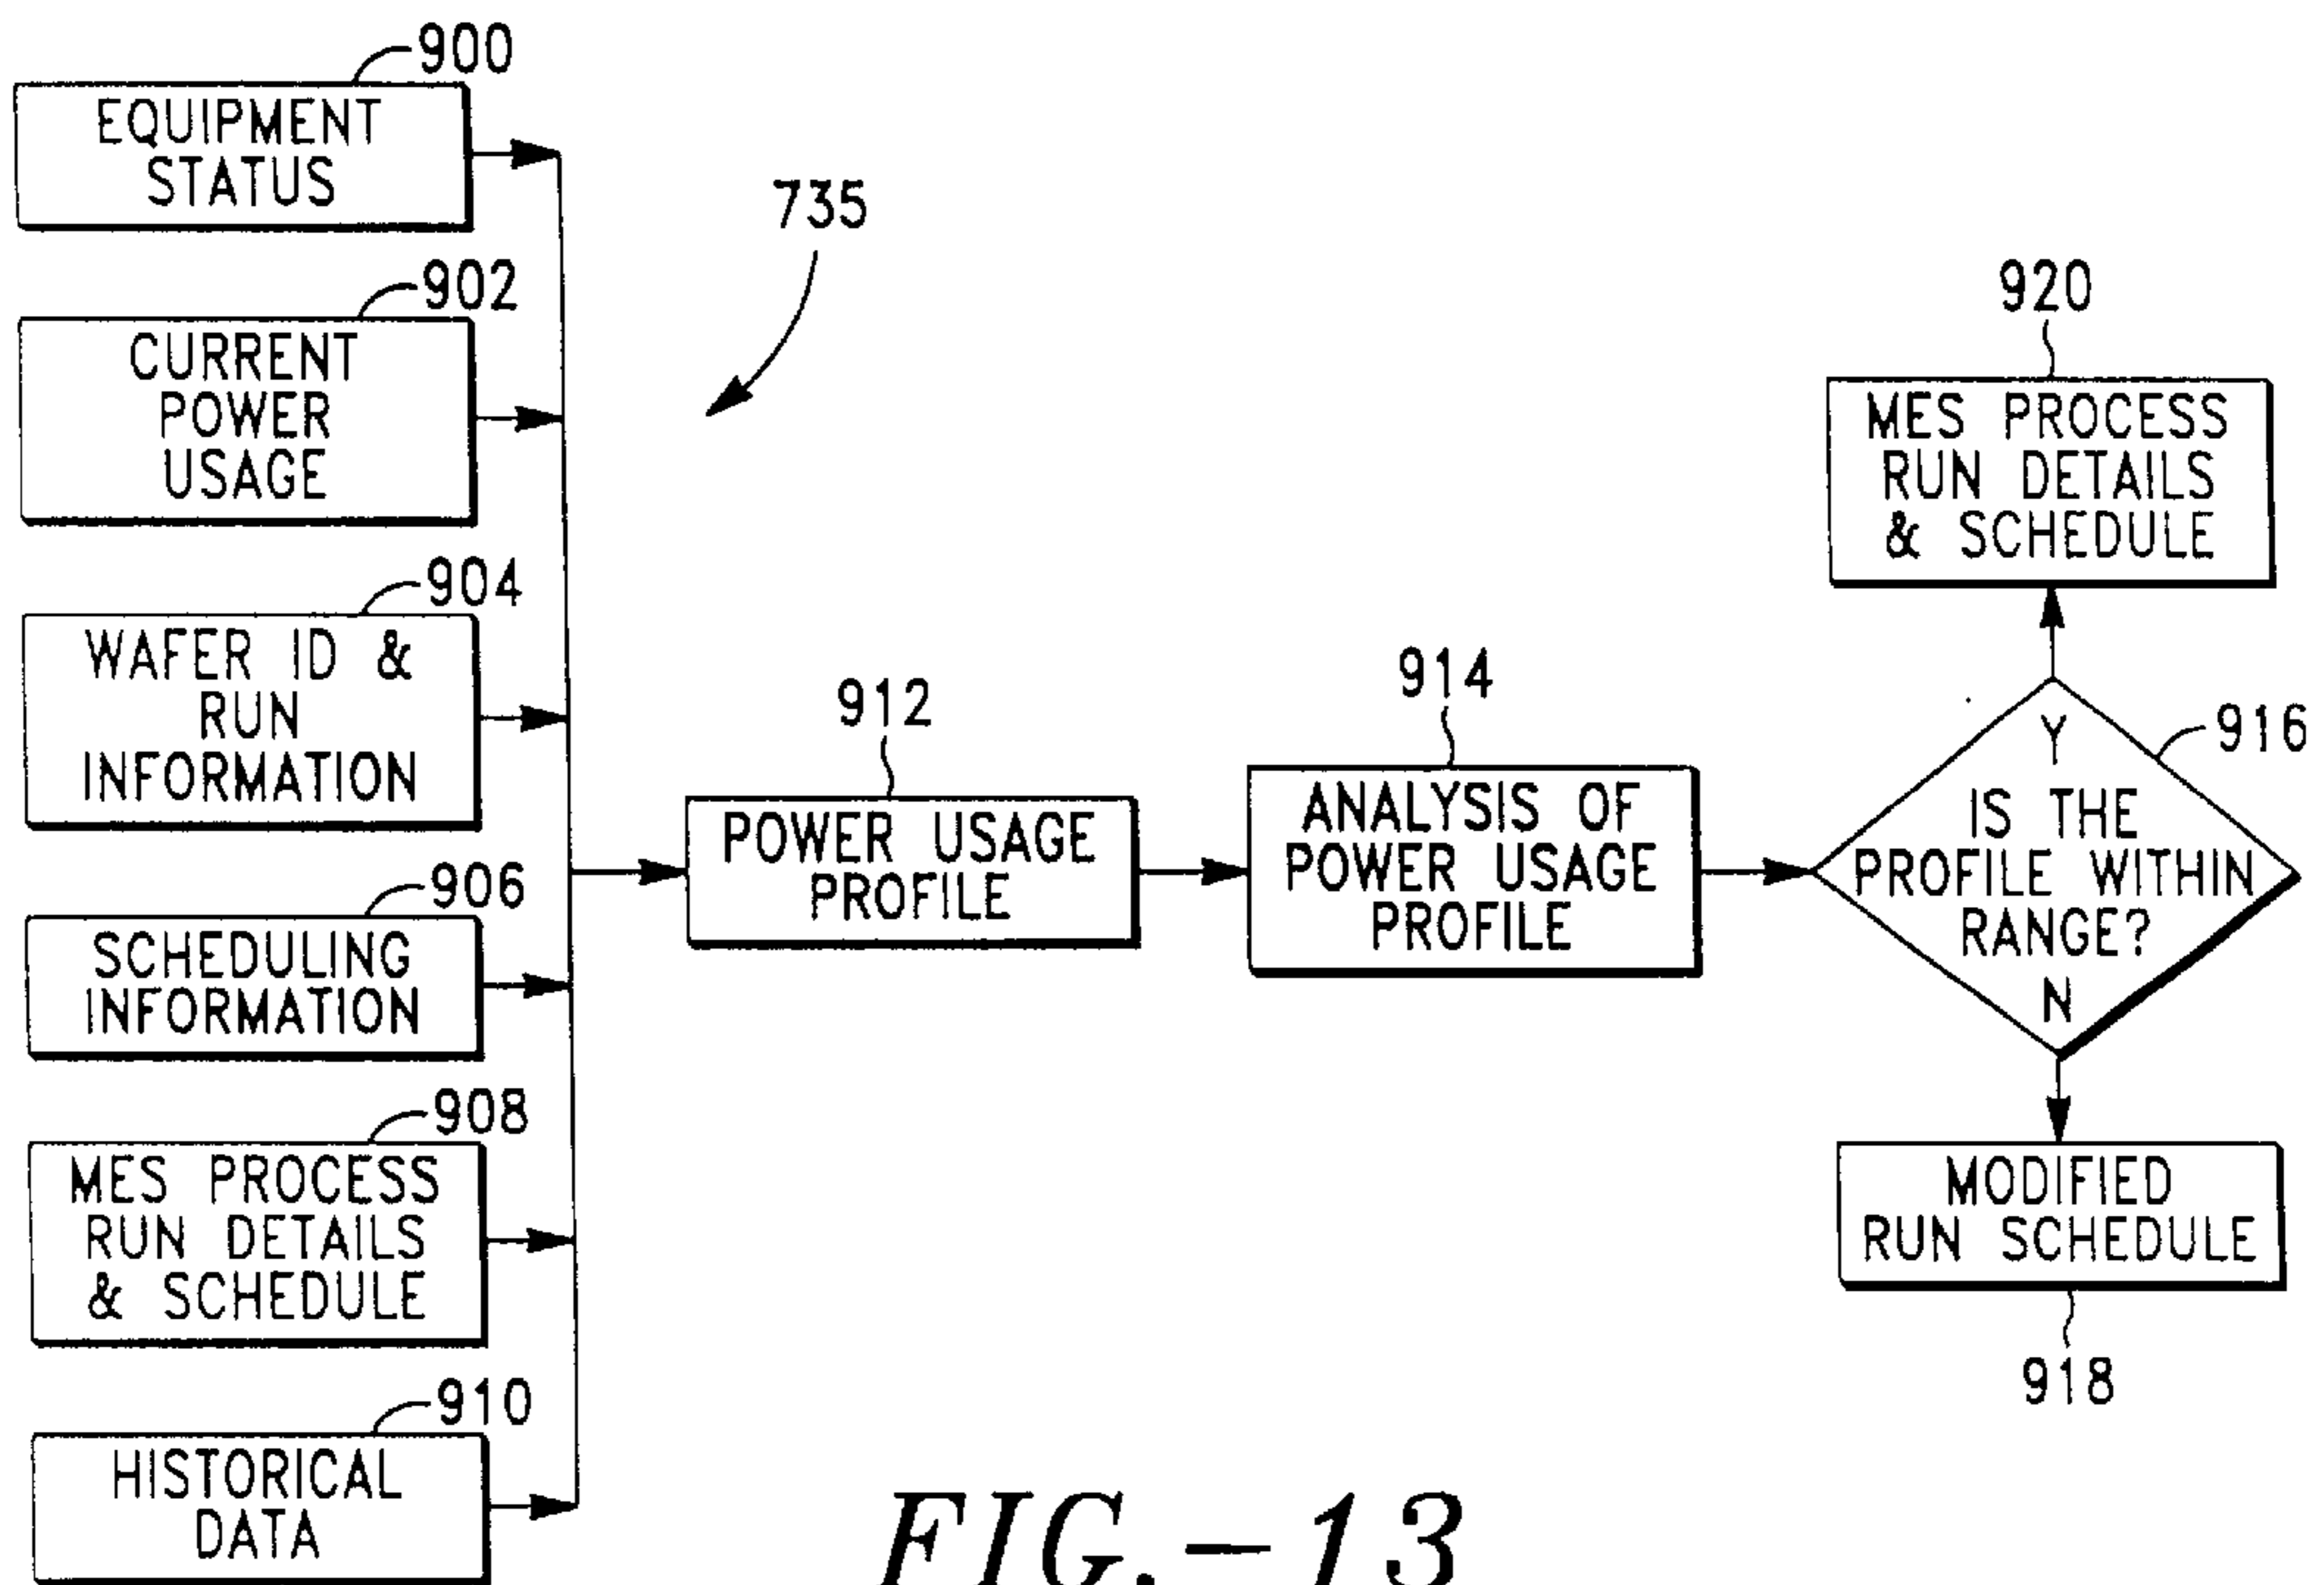 900
EQUIPMENT
STATUS
902
CURRENT
POWER
USAGE
904
WAFER ID &
RUN
INFORMATION
906
SCHEDULING
INFORMATION
908
MES PROCESS
RUN DETAILS
& SCHEDULE
910
HISTORICAL
DATA
735
912
POWER USAGE
PROFILE
914
ANALYSIS OF
POWER USAGE
PROFILE
920
MES PROCESS
RUN DETAILS
& SCHEDULE
916
Y
IS THE
PROFILE WITHIN
RANGE?
N
MODIFIED
RUN SCHEDULE
918
FIG.-13